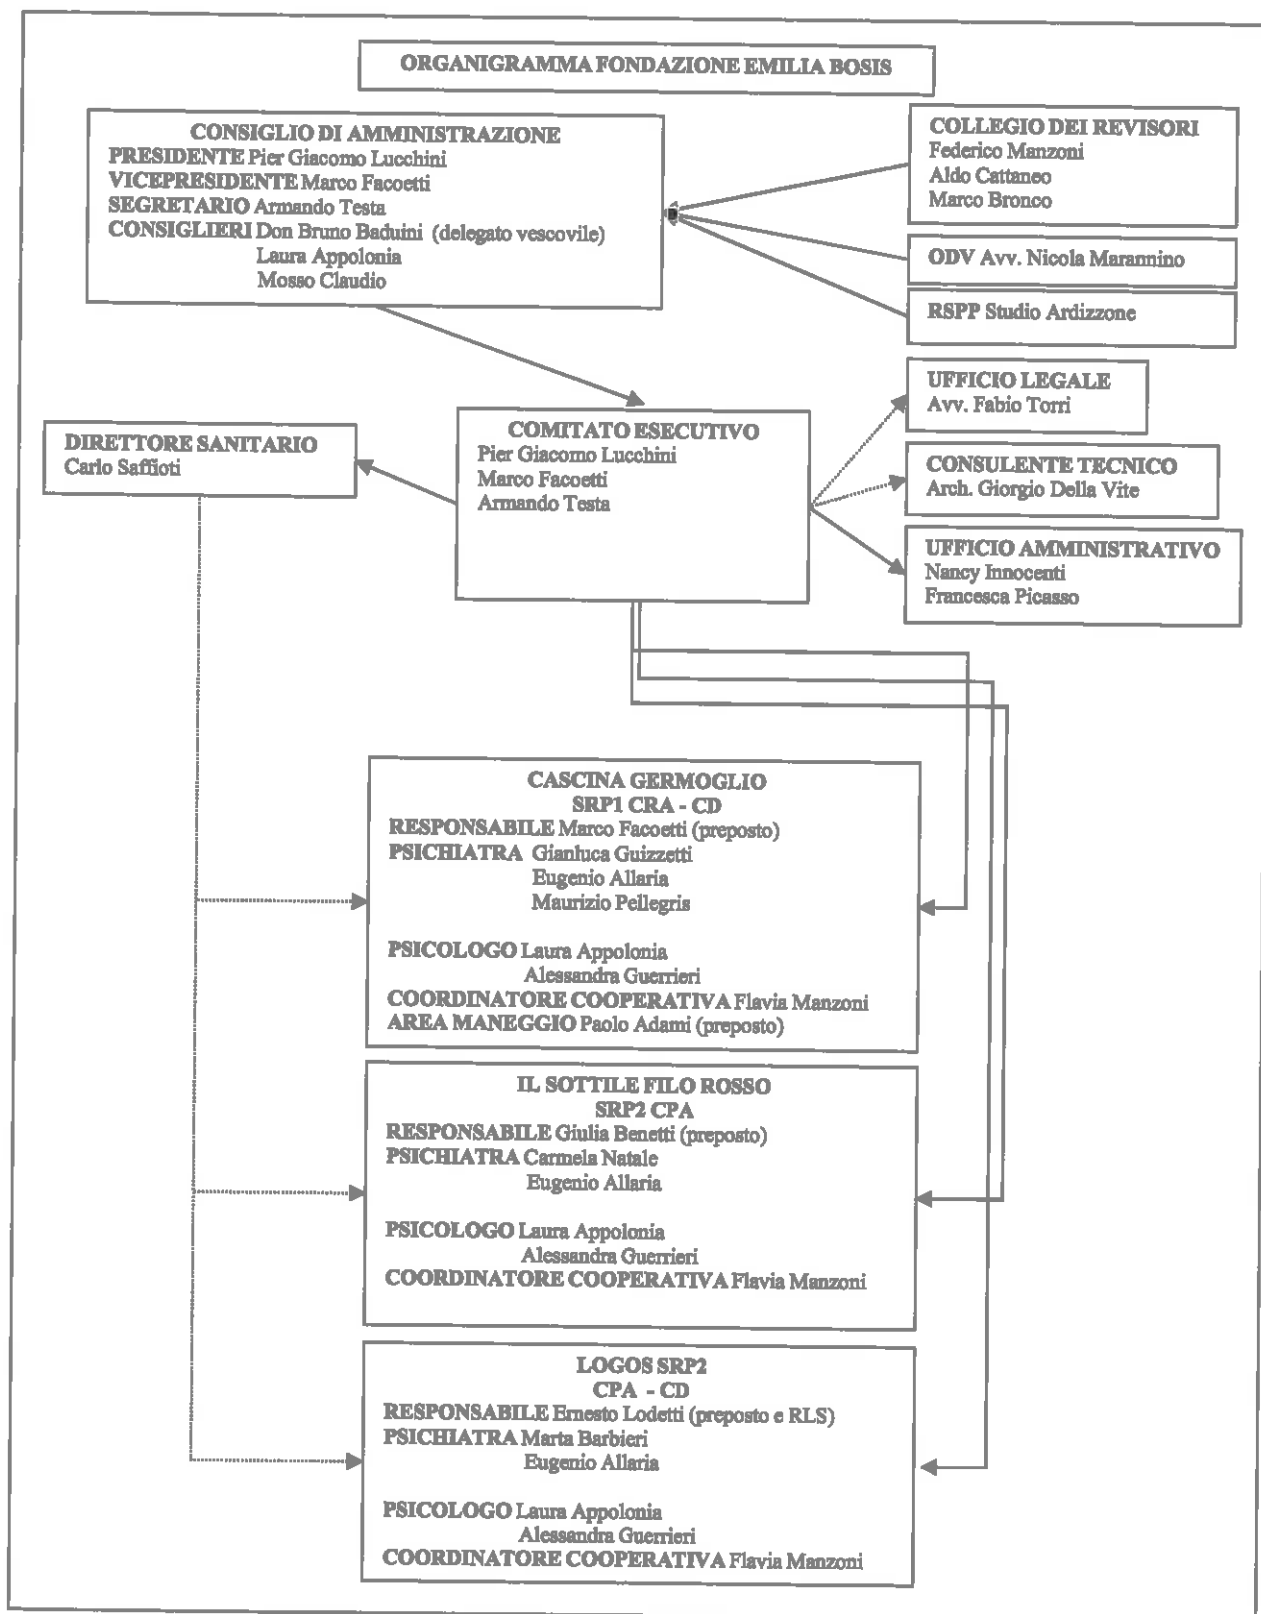 ORGANIGRAMMA FONDAZIONE EMILIA BOSIS
CONSIGLIO DI AMMINISTRAZIONE
PRESIDENTE Pier Giacomo Lucchini
VICEPRESIDENTE Marco Facoetti
SEGRETARIO Armando Testa
CONSIGLIERI Don Bruno Baduini (delegato vescovile)
Laura Appolonia
Mosso Claudio
COLLEGIO DEI REVISORI
Federico Manzoni
Aldo Cattaneo
Marco Bronco
ODV Avv. Nicola Marannino
RSPP Studio Ardizzone
UFFICIO LEGALE
Avv. Fabio Torri
DIRETTORE SANITARIO
Carlo Saffioti
COMITATO ESECUTIVO
Pier Giacomo Lucchini
Marco Facoetti
Armando Testa
CONSULENTE TECNICO
Arch. Giorgio Della Vite
UFFICIO AMMINISTRATIVO
Nancy Innocenti
Francesca Picasso
CASCINA GERMOGLIO
SRP1 CRA - CD
RESPONSABILE Marco Facoetti (preposto)
PSICHIATRA Gianluca Guizzetti
Eugenio Allaria
Maurizio Pellegris
PSICOLOGO Laura Appolonia
Alessandra Guerrieri
COORDINATORE COOPERATIVA Flavia Manzoni
AREA MANEGGIO Paolo Adami (preposto)
IL SOTTILE FILO ROSSO
SRP2 CPA
RESPONSABILE Giulia Benetti (preposto)
PSICHIATRA Carmela Natale
Eugenio Allaria
PSICOLOGO Laura Appolonia
Alessandra Guerrieri
COORDINATORE COOPERATIVA Flavia Manzoni
LOGOS SRP2
CPA - CD
RESPONSABILE Ernesto Lodetti (preposto e RLS)
PSICHIATRA Marta Barbieri
Eugenio Allaria
PSICOLOGO Laura Appolonia
Alessandra Guerrieri
COORDINATORE COOPERATIVA Flavia Manzoni